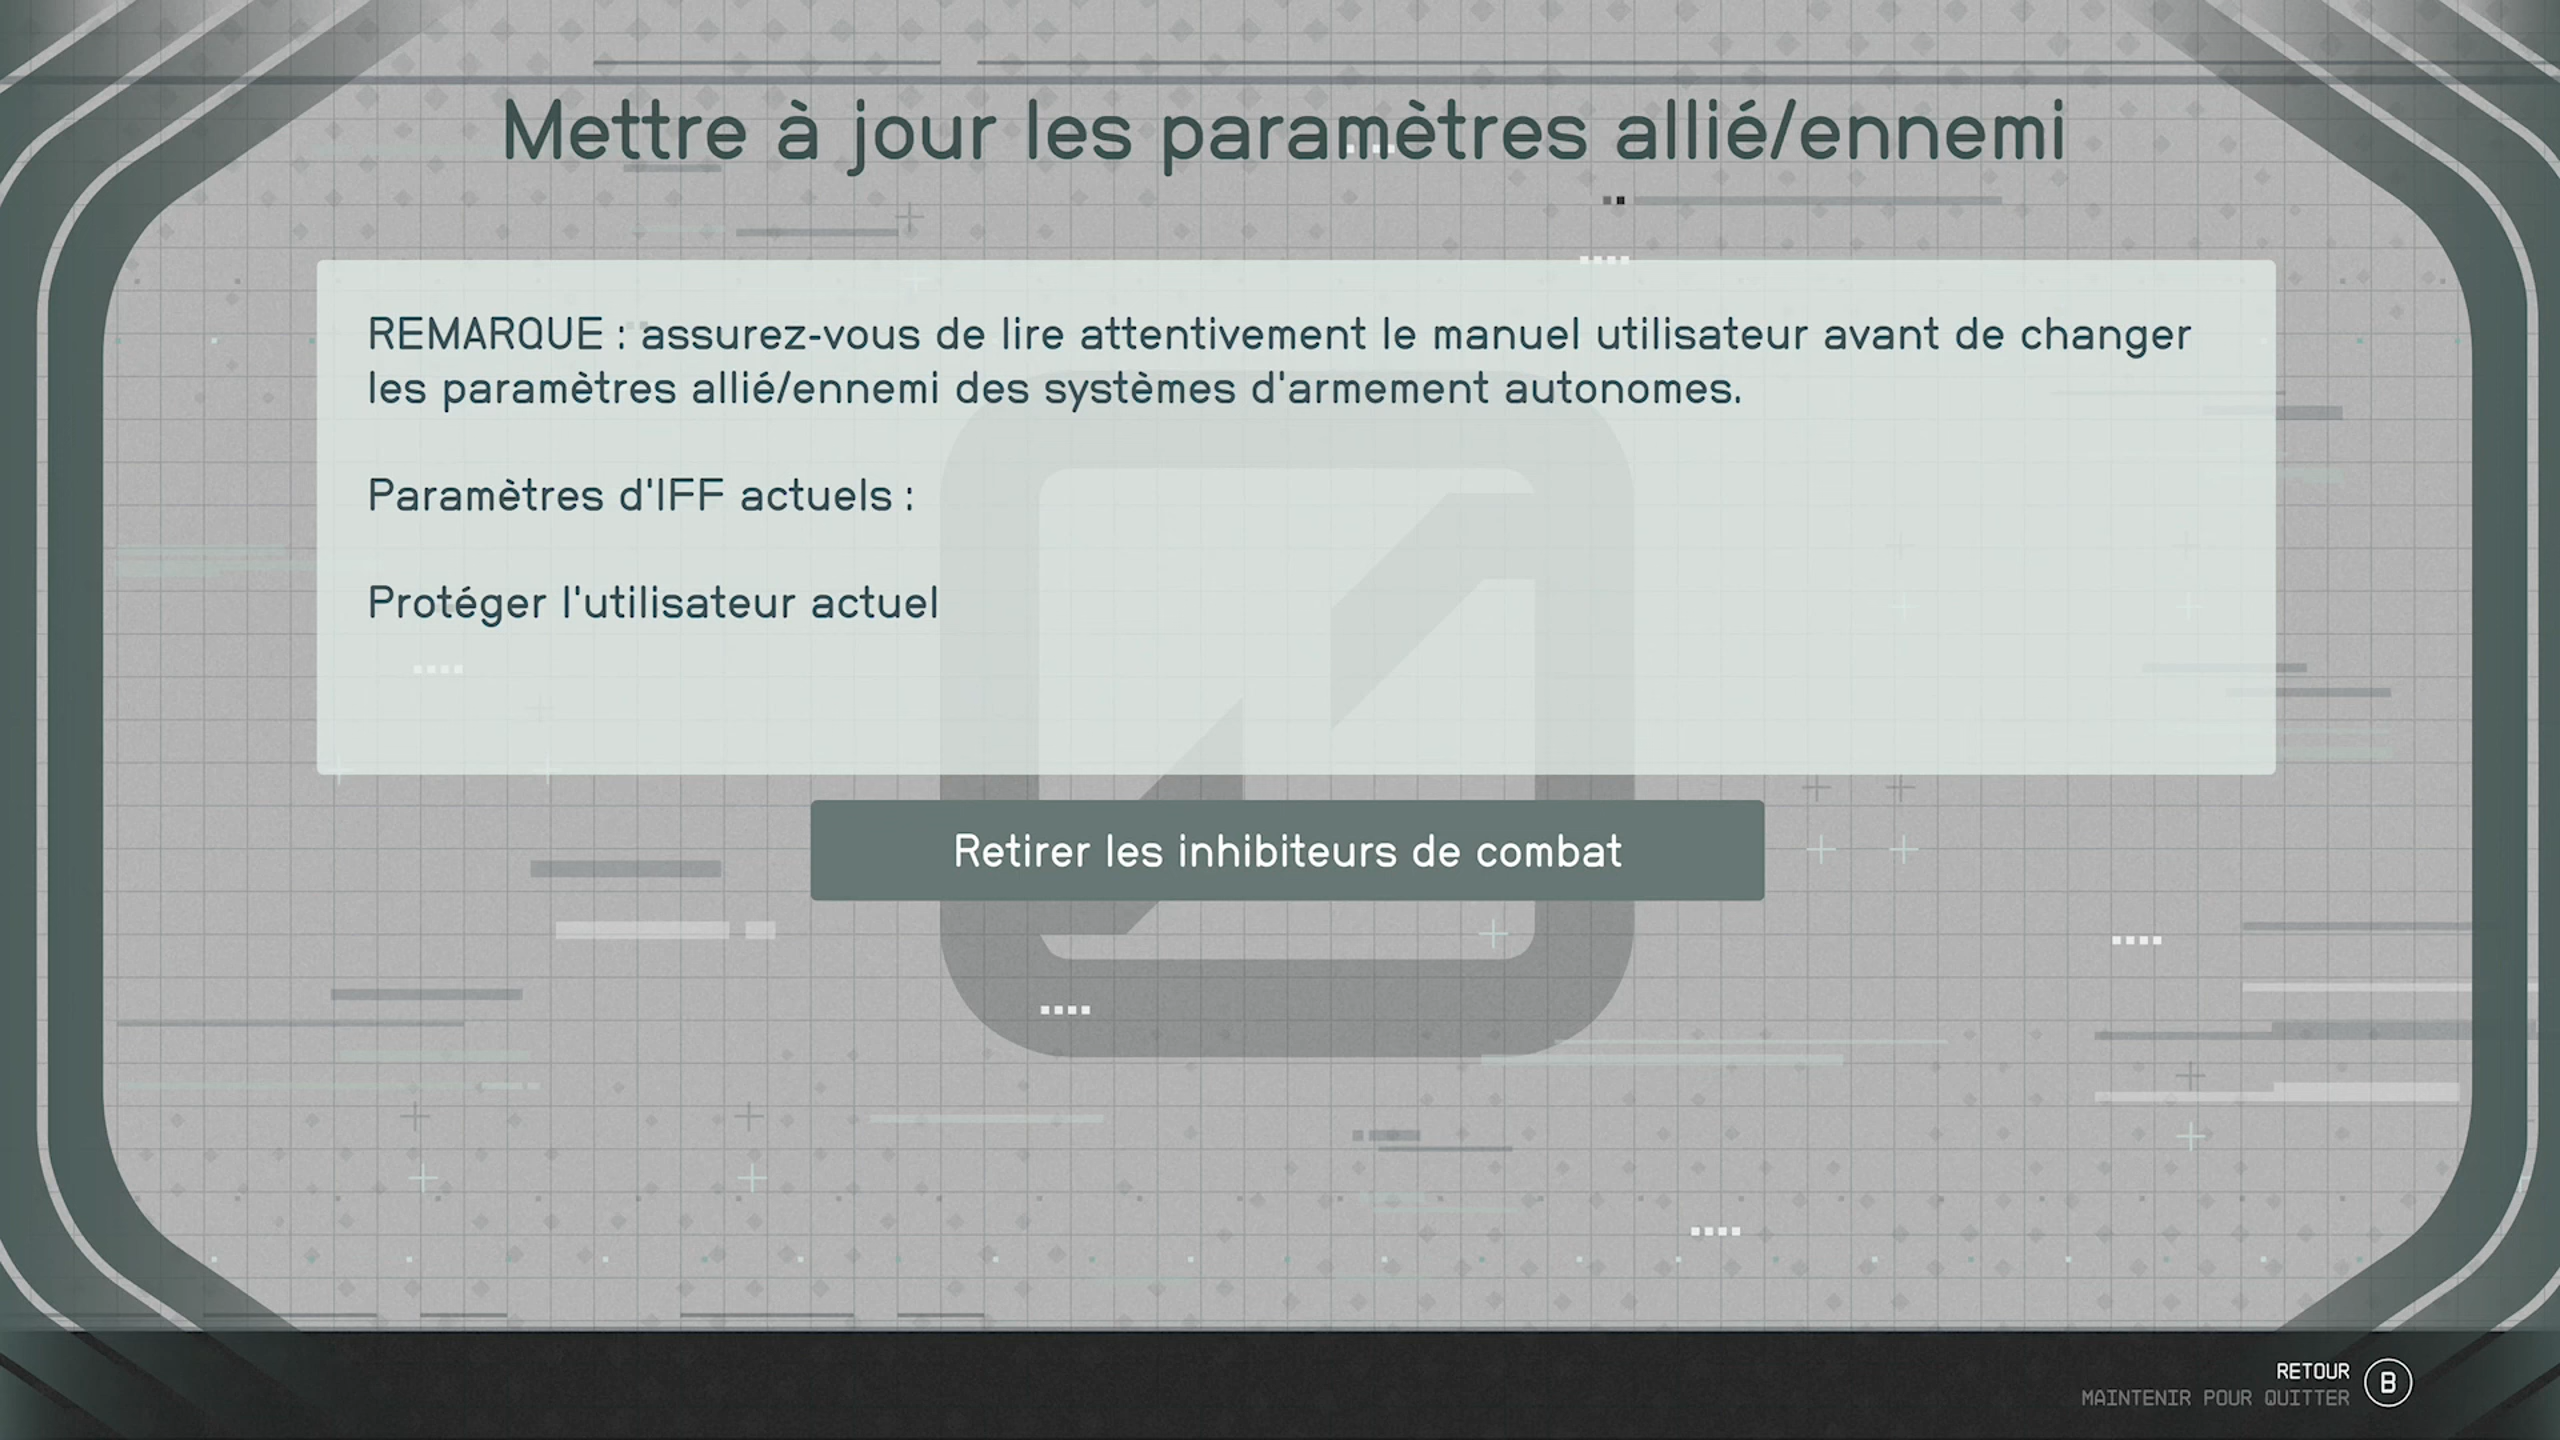 Mettre à jour les paramètres allié/ennemi
REMARQUE : assurez-vous de lire attentivement le manuel utilisateur avant de changer
les paramètres allié/ennemi des systèmes d'armement autonomes.
Paramètres d'IFF actuels :
Protéger l'utilisateur actuel
Retirer les inhibiteurs de combat
RETOUR
B
MAINTENIR POUR QUITTER